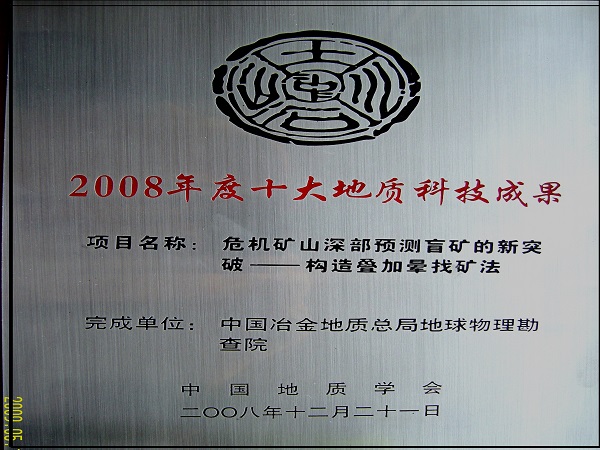 2008年度十大地质科技成果
项目名称：危机矿山深部预测盲矿的新突
破——构造叠加晕找矿法
完成单位：中国冶金地质总局地球物理勘
查院
中国地质学会
二〇〇八年十二月二十一日